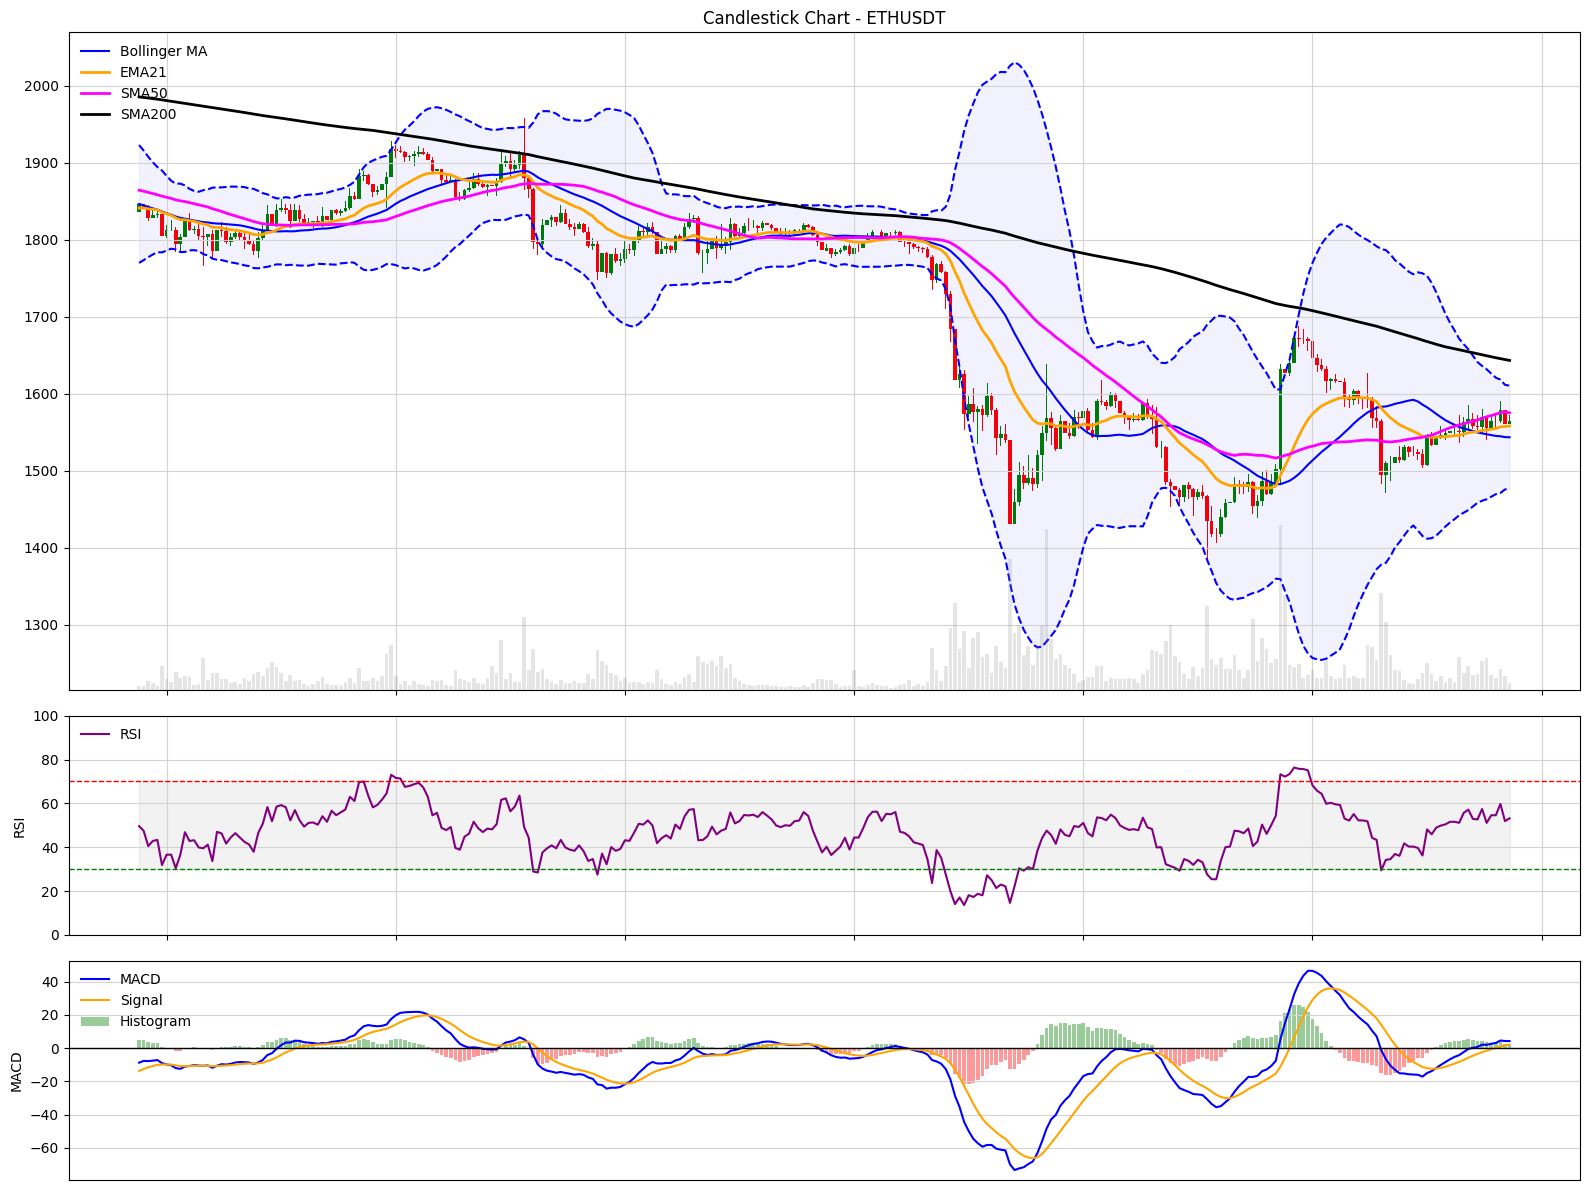 Candlestick Chart - ETHUSDT
Bollinger MA
EMA21
SMA50
SMA200
2000
1900
1800
1700
1600
1500
1400
1300
RSI
100
80
60
40
20
0
RSI
MACD
Signal
Histogram
40
20
0
−20
−40
−60
MACD